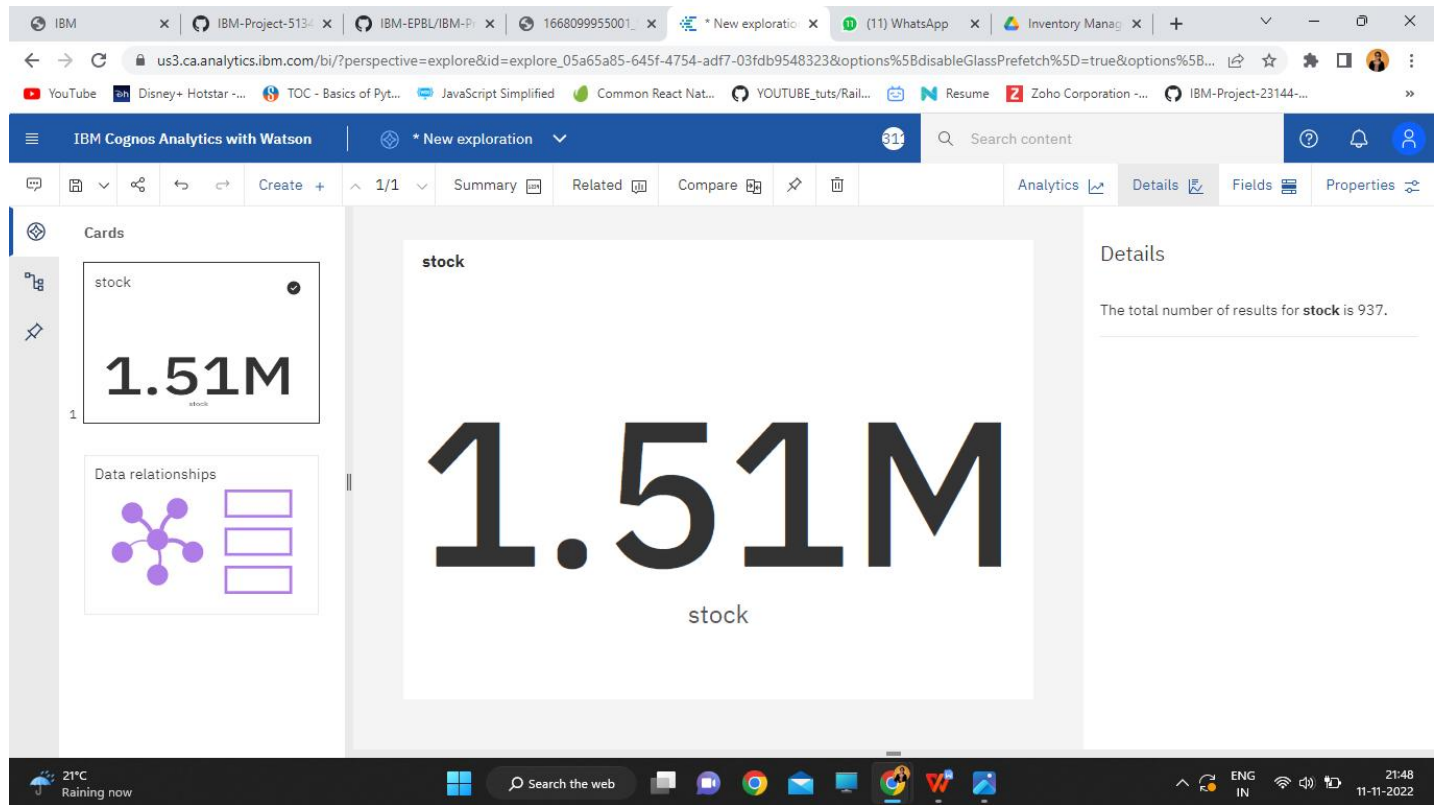 IBM
IBM-Project-5134
IBM-EPBL/IBM-Pr
1668099955001_
* New exploratio
(11) WhatsApp
Inventory Manag
us3.ca.analytics.ibm.com/bi/?perspective=explore&id=explore_05a65a85-645f-4754-adf7-03fdb9548323&options%5BdisableGlassPrefetch%5D=true&options%5B...
YouTube
Disney+ Hotstar -...
TOC - Basics of Pyt...
JavaScript Simplified
Common React Nat...
YOUTUBE_tuts/Rail...
Resume
Zoho Corporation -...
IBM-Project-23144-...
IBM Cognos Analytics with Watson
* New exploration
311
Search content
Create +
1/1
Summary
Related
Compare
Analytics
Details
Fields
Properties
Cards
stock
1.51M
stock
1
Data relationships
stock
1.51M
stock
Details
The total number of results for stock is 937.
21°C
Raining now
Search the web
ENG
IN
21:48
11-11-2022